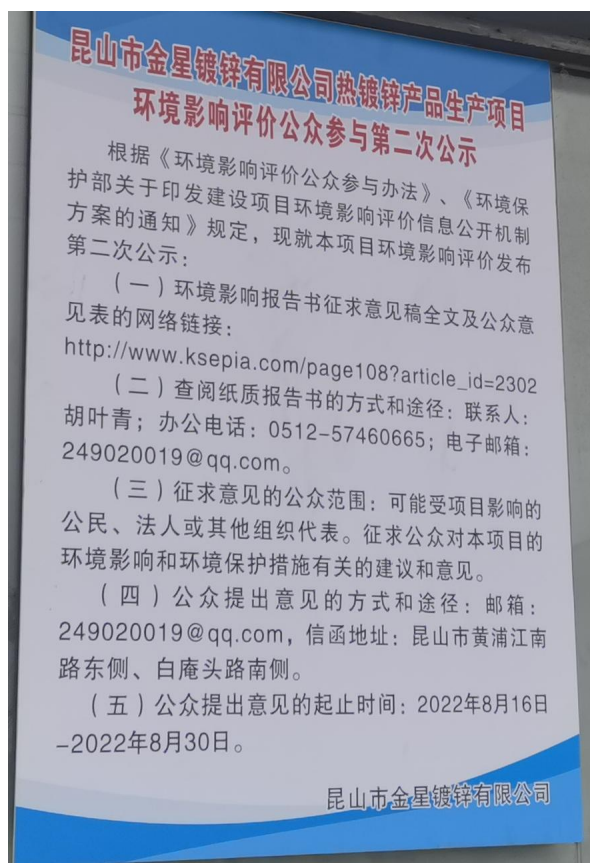 昆山市金星镀锌有限公司热镀锌产品生产项目
环境影响评价公众参与第二次公示
根据《环境影响评价公众参与办法》、《环境保
护部关于印发建设项目环境影响评价信息公开机制
方案的通知》规定，现就本项目环境影响评价发布
第二次公示：
（一）环境影响报告书征求意见稿全文及公众意
见表的网络链接：
http://www.ksepia.com/page108?article_id=2302
（二）查阅纸质报告书的方式和途径：联系人：
胡叶青；办公电话：0512-57460665；电子邮箱：
249020019@qq.com。
（三）征求意见的公众范围：可能受项目影响的
公民、法人或其他组织代表。征求公众对本项目的
环境影响和环境保护措施有关的建议和意见。
（四）公众提出意见的方式和途径：邮箱：
249020019@qq.com，信函地址：昆山市黄浦江南
路东侧、白庵头路南侧。
（五）公众提出意见的起止时间：2022年8月16日
-2022年8月30日。
昆山市金星镀锌有限公司